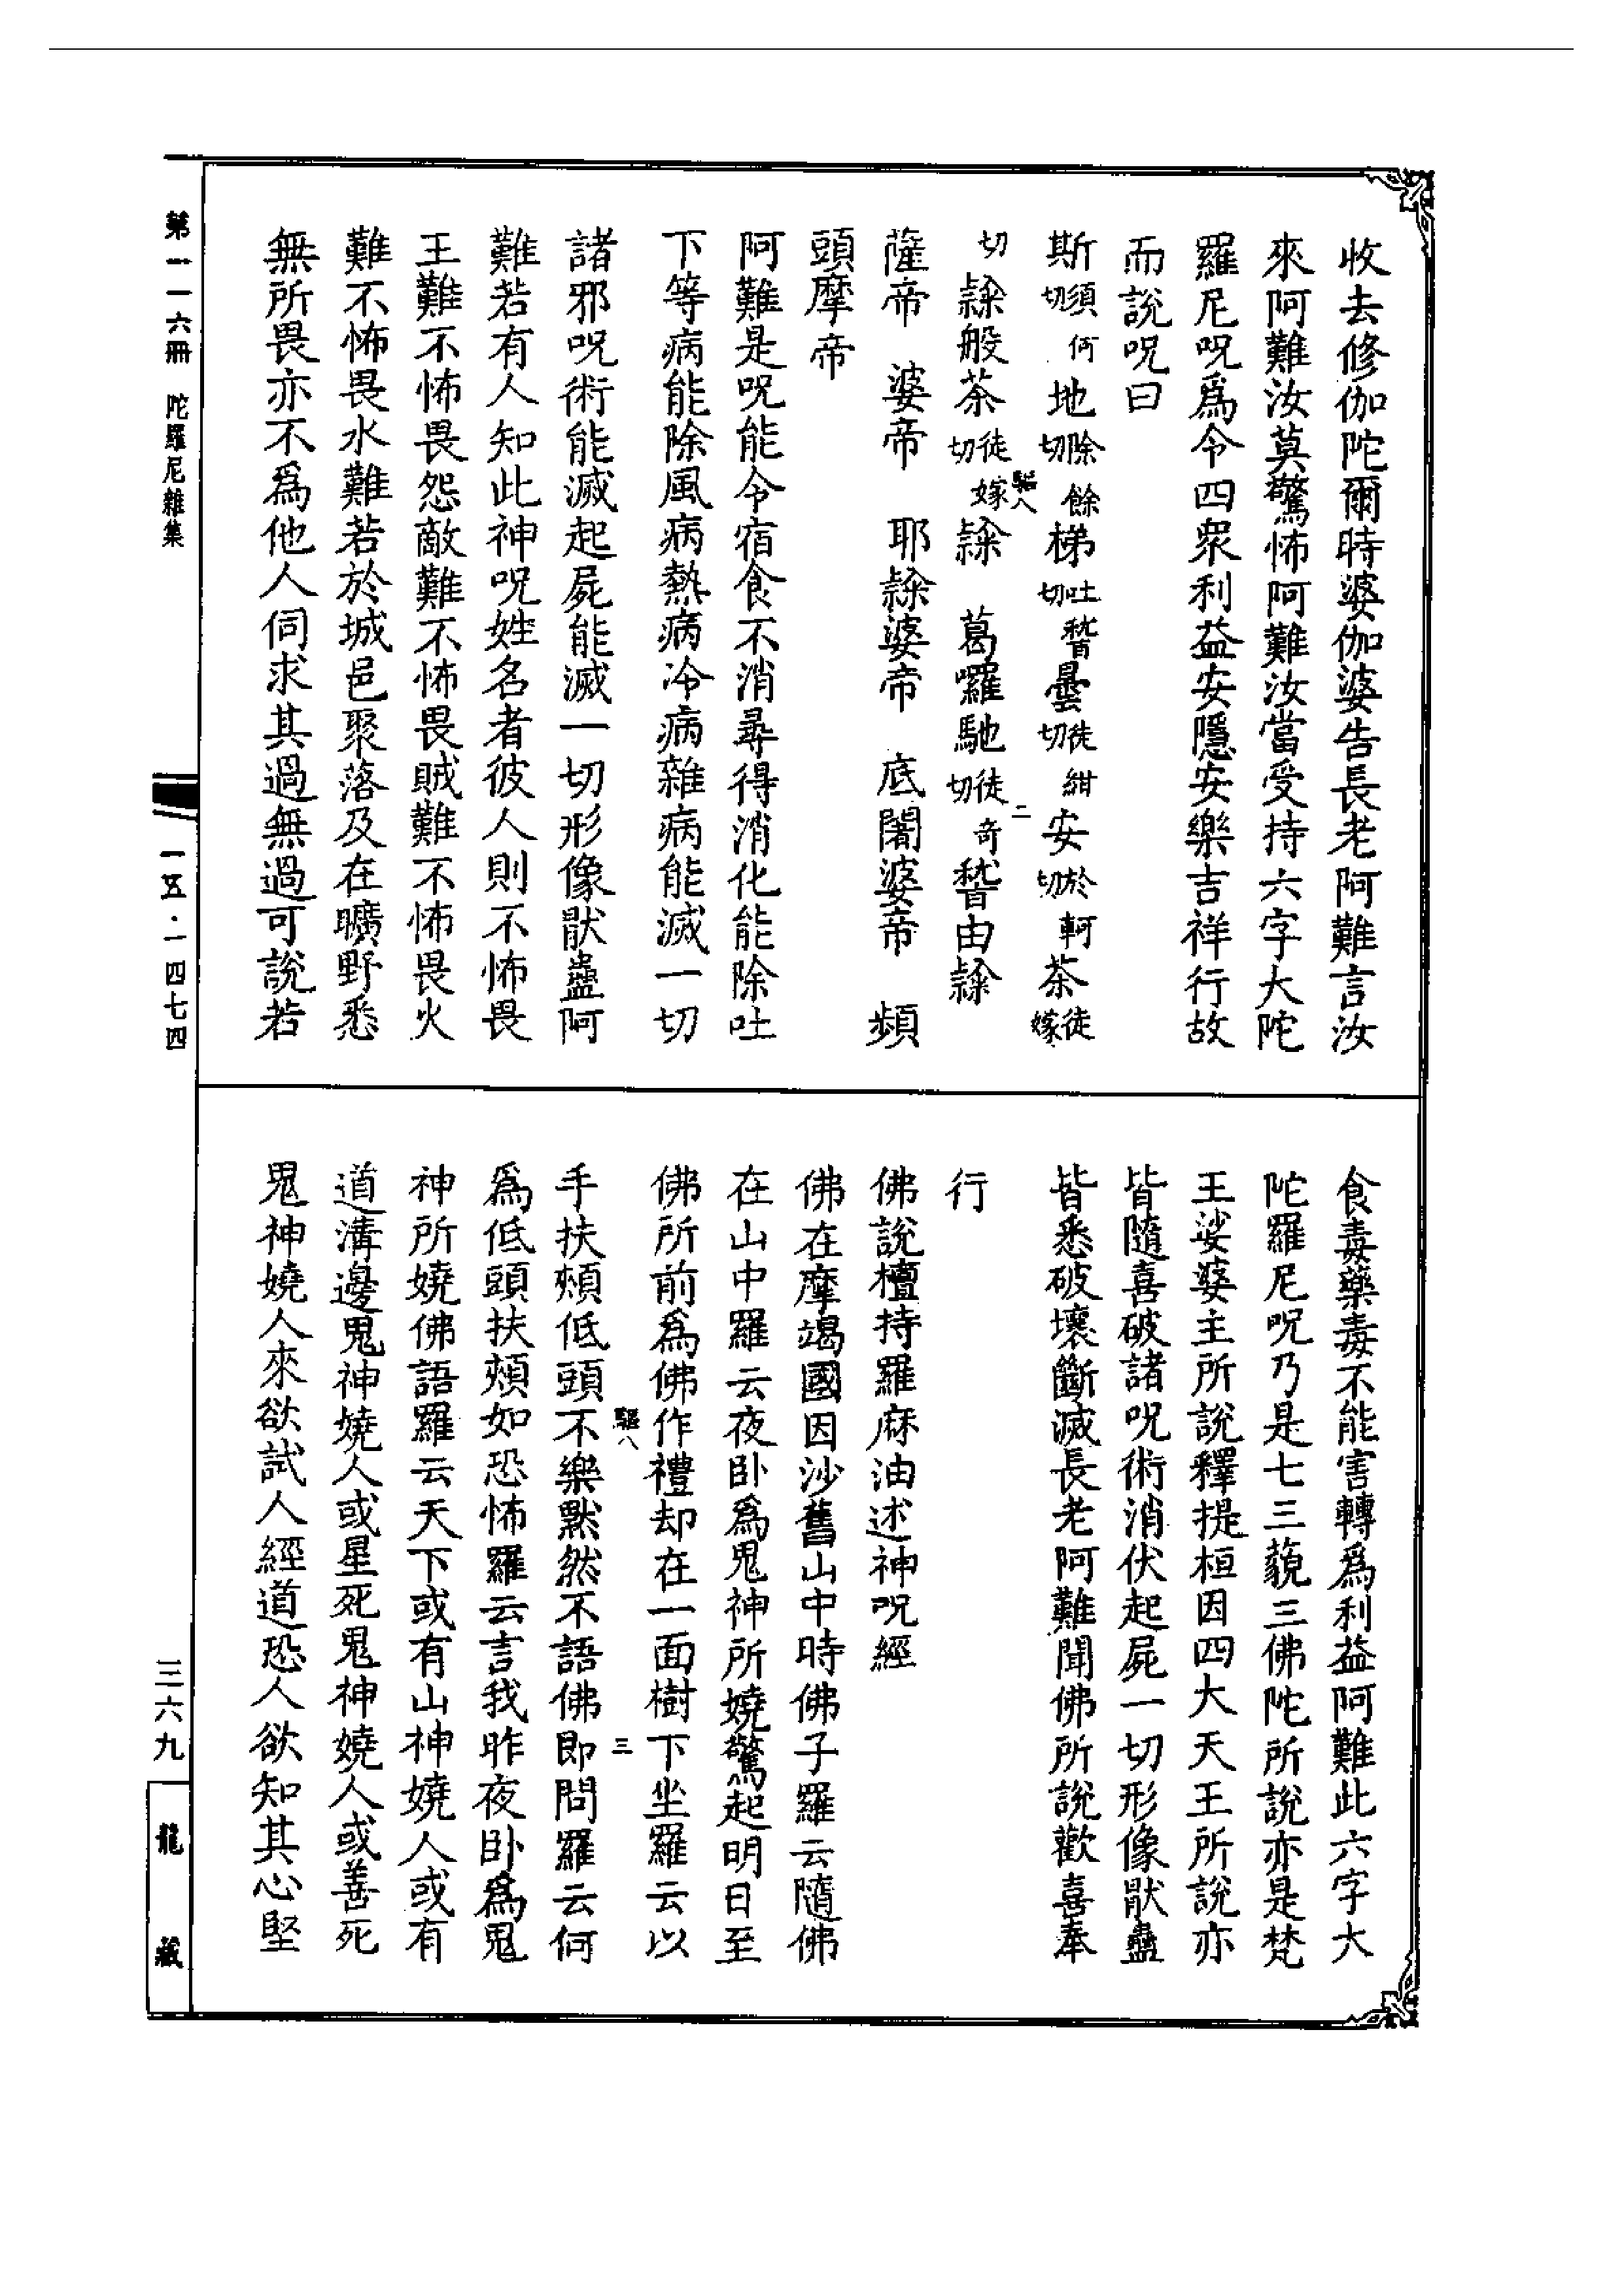 收去修伽陀爾時婆伽婆告長老阿難言汝
來阿難汝莫驚怖阿難汝當受持六字大陀
羅尼呪爲令四衆利益安隱安樂吉祥行故
而說呪曰
斯須何切地除餘切梯吐嵆切曇徒紺切安於軻切茶徒嫁
切𨽻般茶徒嫁切𨽻葛囉馳徒奇切嵆由𨽻
薩帝 婆帝 耶𨽻婆帝 底闍婆帝 頻
頭摩帝
阿難是呪能令宿食不消尋得消化能除吐
下等病能除風病熱病冷病雜病能滅一切
諸邪呪術能滅起屍能滅一切形像猒蠱阿
難若有人知此神呪姓名者彼人則不怖畏
王難不怖畏怨敵難不怖畏賊難不怖畏火
難不怖畏水難若於城邑聚落及在曠野悉
無所畏亦不爲他人伺求其過無過可說若
食毒藥毒不能害轉爲利益阿難此六字大
陀羅尼呪乃是七三藐三佛陀所說亦是梵
王娑婆主所說釋提桓因四大天王所說亦
皆隨喜破諸呪術消伏起屍一切形像猒蠱
皆悉破壞斷滅長老阿難聞佛所說歡喜奉
行
佛說檀持羅麻油述神呪經
佛在摩竭國因沙舊山中時佛子羅云隨佛
在山中羅云夜卧爲鬼神所嬈驚起明日至
佛所前爲佛作禮却在一面樹下坐羅云以
手扶頰低頭不樂默然不語佛即問羅云何
爲低頭扶頰如恐怖羅云言我昨夜卧爲鬼
神所嬈佛語羅云天下或有山神嬈人或有
道溝邊鬼神嬈人或星死鬼神嬈人或善死
鬼神嬈人來欲試人經道恐人欲知其心堅
第一一六冊 陀羅尼雜集
一五·一四七四
三六九
龍藏
驅八
二
驅八
三